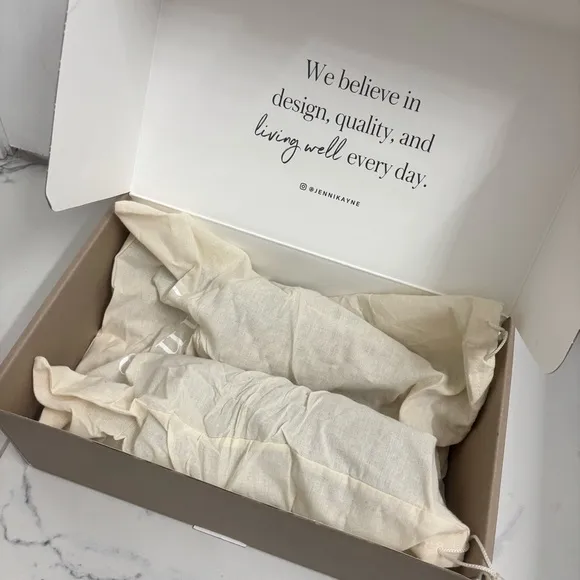 We believe in
design, quality, and
living well every day.
@JENNIKAYNE